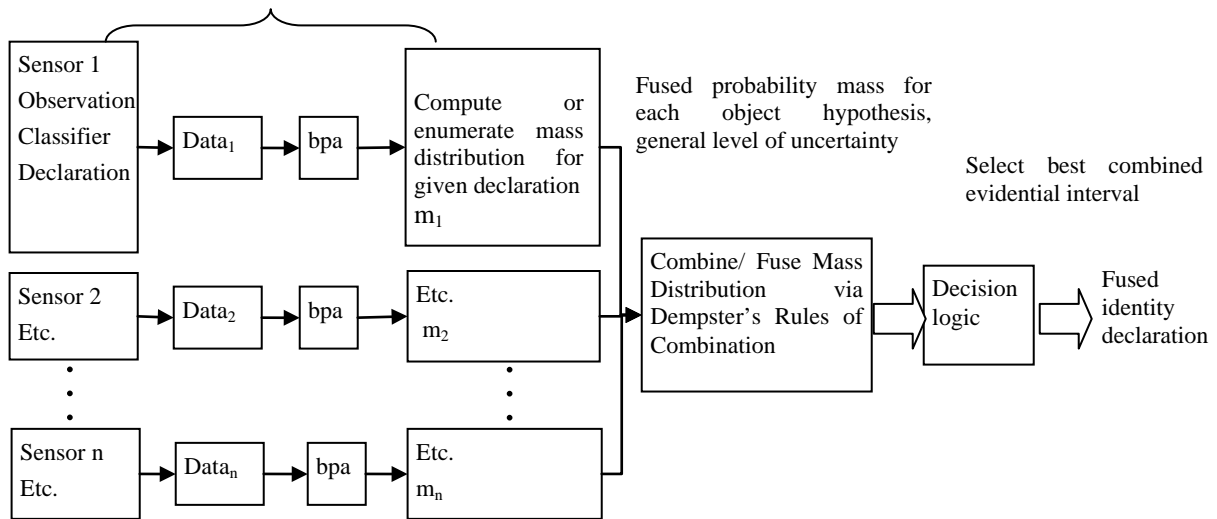 Sensor 1
Observation
Classifier
Declaration
Data₁
bpa
Compute or
enumerate mass
distribution for
given declaration
m₁
Fused probability mass for
each object hypothesis,
general level of uncertainty
Select best combined
evidential interval
Sensor 2
Etc.
Data₂
bpa
Etc.
m₂
Combine/ Fuse Mass
Distribution via
Dempster’s Rules of
Combination
Decision
logic
Fused
identity
declaration
Sensor n
Etc.
Dataₙ
bpa
Etc.
mₙ